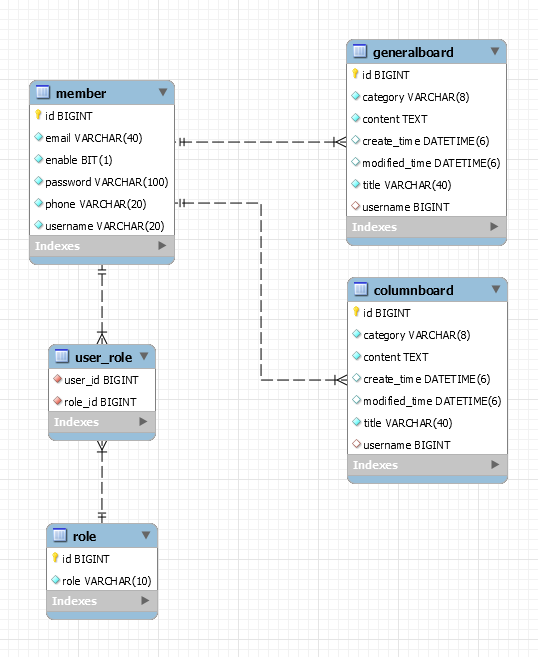 member
id BIGINT
email VARCHAR(40)
enable BIT(1)
password VARCHAR(100)
phone VARCHAR(20)
username VARCHAR(20)
Indexes
generalboard
id BIGINT
category VARCHAR(8)
content TEXT
create_time DATETIME(6)
modified_time DATETIME(6)
title VARCHAR(40)
username BIGINT
Indexes
columnboard
id BIGINT
category VARCHAR(8)
content TEXT
create_time DATETIME(6)
modified_time DATETIME(6)
title VARCHAR(40)
username BIGINT
Indexes
user_role
user_id BIGINT
role_id BIGINT
Indexes
role
id BIGINT
role VARCHAR(10)
Indexes